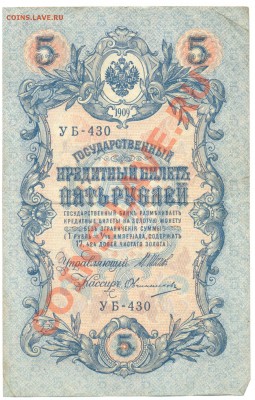 COINS.LAVE.RU
5 5
1909
УБ-430
ГОСУДАРСТВЕННЫЙ
КРЕДИТНЫЙ БИЛЕТЪ
ПЯТЬ РУБЛЕЙ
ГОСУДАРСТВЕННЫЙ БАНКЪ РАЗМѢНИВАЕТЪ
КРЕДИТНЫЕ БИЛЕТЫ НА ЗОЛОТУЮ МОНЕТУ
БЕЗЪ ОГРАНИЧЕНІЯ СУММЫ
(1 РУБЛЬ = 1/15 ИМПЕРІАЛА, СОДЕРЖИТЪ
17,424 ДОЛЕЙ ЧИСТАГО ЗОЛОТА).
Управляющій
Кассиръ
УБ-430
5